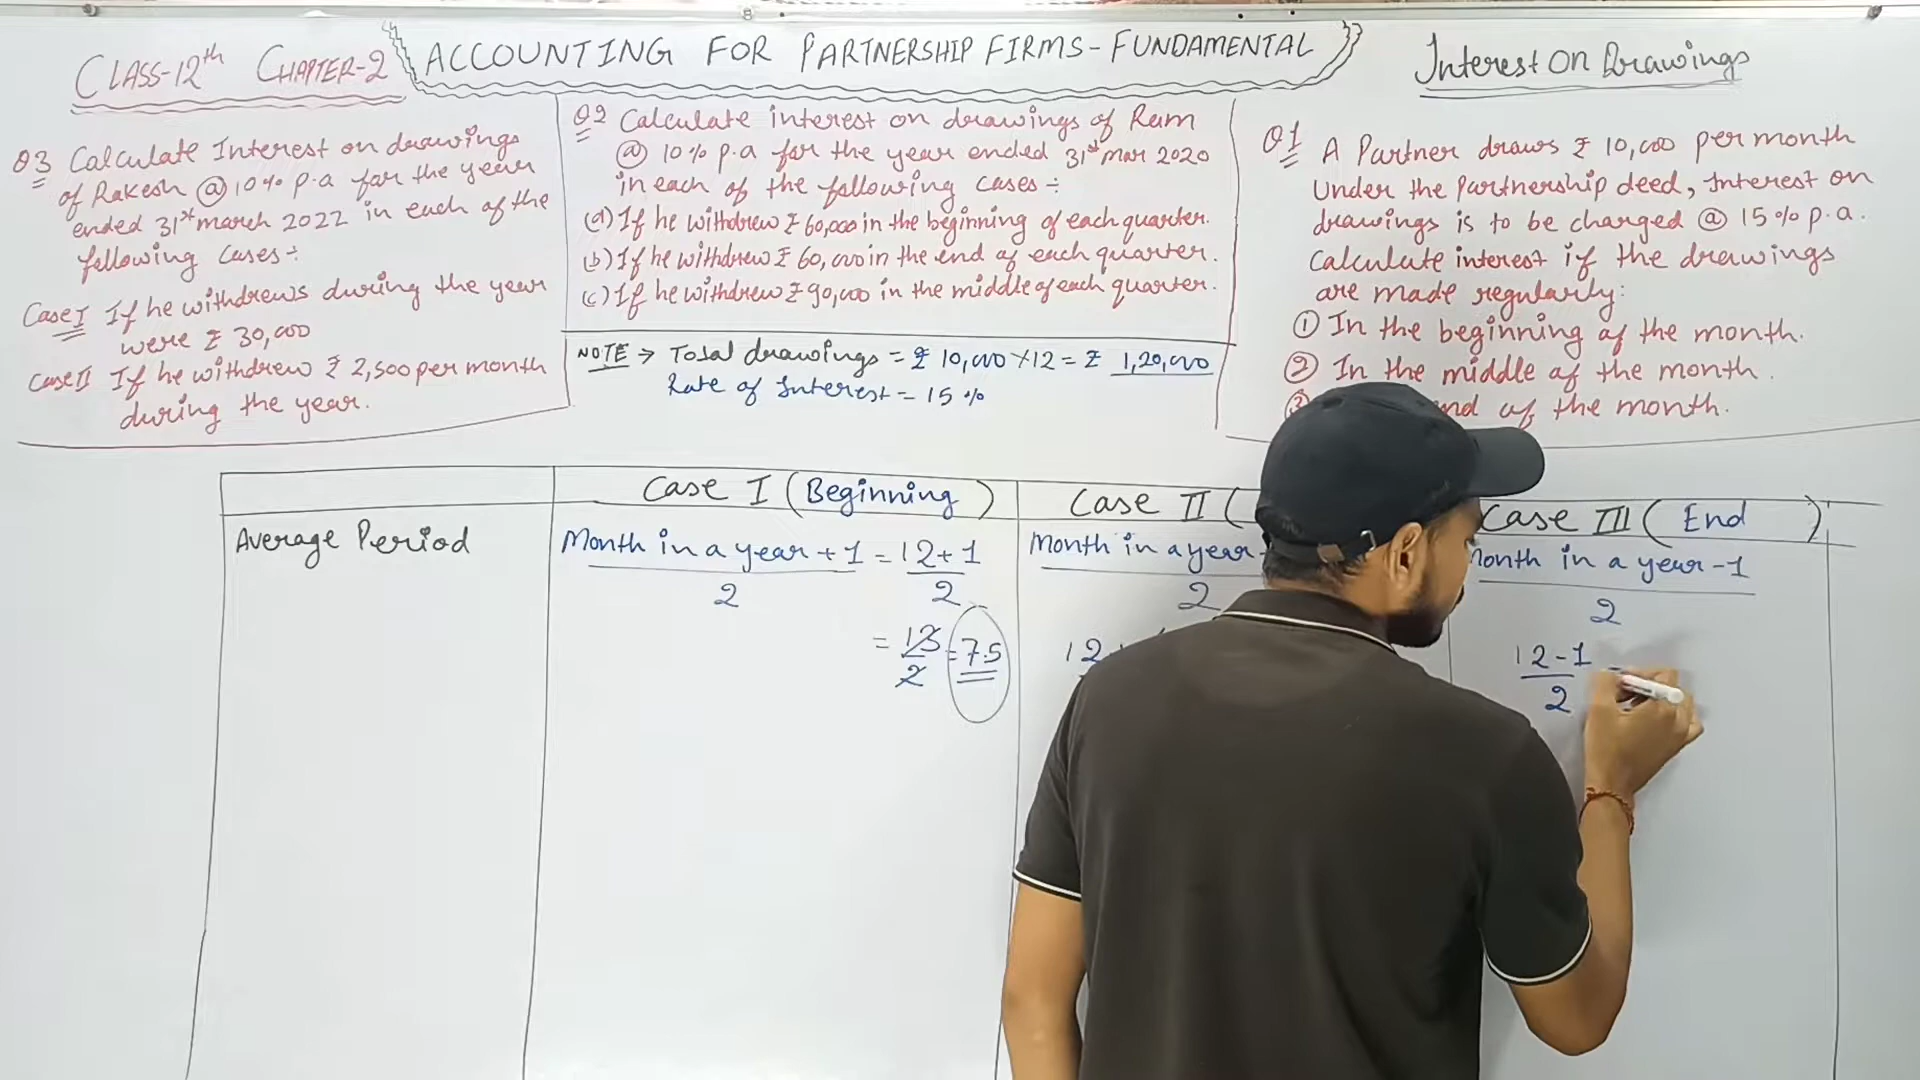 CLASS-12th CHAPTER-2
ACCOUNTING FOR PARTNERSHIP FIRMS-FUNDAMENTAL
Interest On Drawings
Q3 Calculate Interest on drawings
of Rakesh @ 10% p.a for the year
ended 31st march 2022 in each of the
following Cases:-
Case I If he withdrews during the year
were ₹ 30,000
Case II If he withdrew ₹ 2,500 per month
during the year.
Q2 Calculate interest on drawings of Ram
@ 10% p.a for the year ended 31st Mar 2020
in each of the following cases:-
(a) If he withdrew ₹ 60,000 in the beginning of each quarter.
(b) If he withdrew ₹ 60,000 in the end of each quarter.
(c) If he withdrew ₹ 90,000 in the middle of each quarter.
NOTE → Total drawings = ₹ 10,000 × 12 = ₹ 1,20,000
Rate of Interest = 15 %
Q1 A Partner draws ₹ 10,000 per month
Under the Partnership deed, Interest on
drawings is to be charged @ 15% p.a.
Calculate interest if the drawings
are made regularly:
① In the beginning of the month.
② In the middle of the month.
③ of the month.
Case I (Beginning)
Case II (
Case III (End)
Average Period
Month in a year + 1 = 12+1
2 2
= 13 = 7.5
2
Month in a year
2
12
Month in a year - 1
2
12-1 =
2